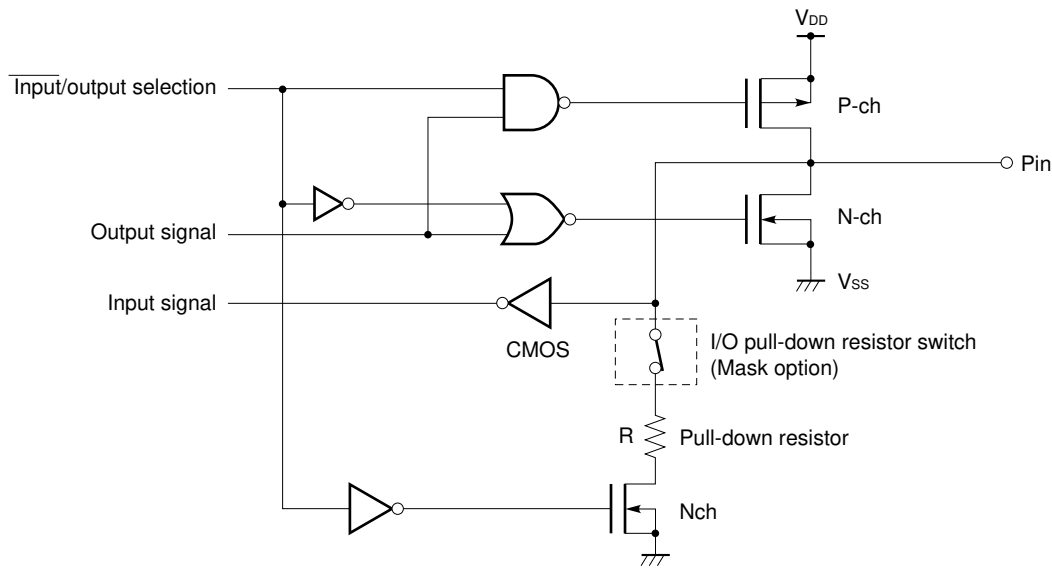 VDD
Input/output selection
P-ch
Pin
Output signal
N-ch
Input signal
VSS
CMOS
I/O pull-down resistor switch
(Mask option)
R
Pull-down resistor
Nch